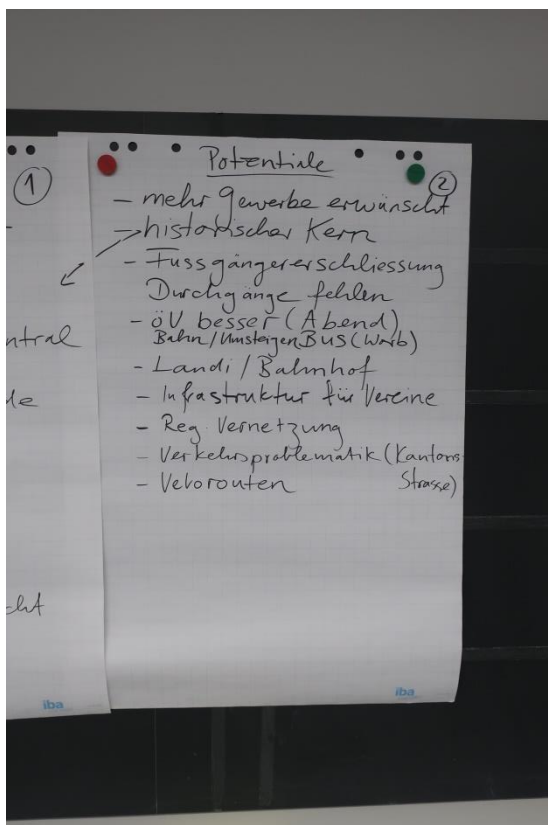 1
ntral
le
cht
iba
Potentiale
2
- mehr Gewerbe erwünscht
- historischer Kern
- Fussgängererschliessung
Durchgänge fehlen
- öV besser (Abend)
Bahn/Umsteigen Bus (Worb)
- Landi / Bahnhof
- Infrastruktur für Vereine
- Reg. Vernetzung
- Verkehrsproblematik (Kantons-
Strasse)
- Velorouten
iba